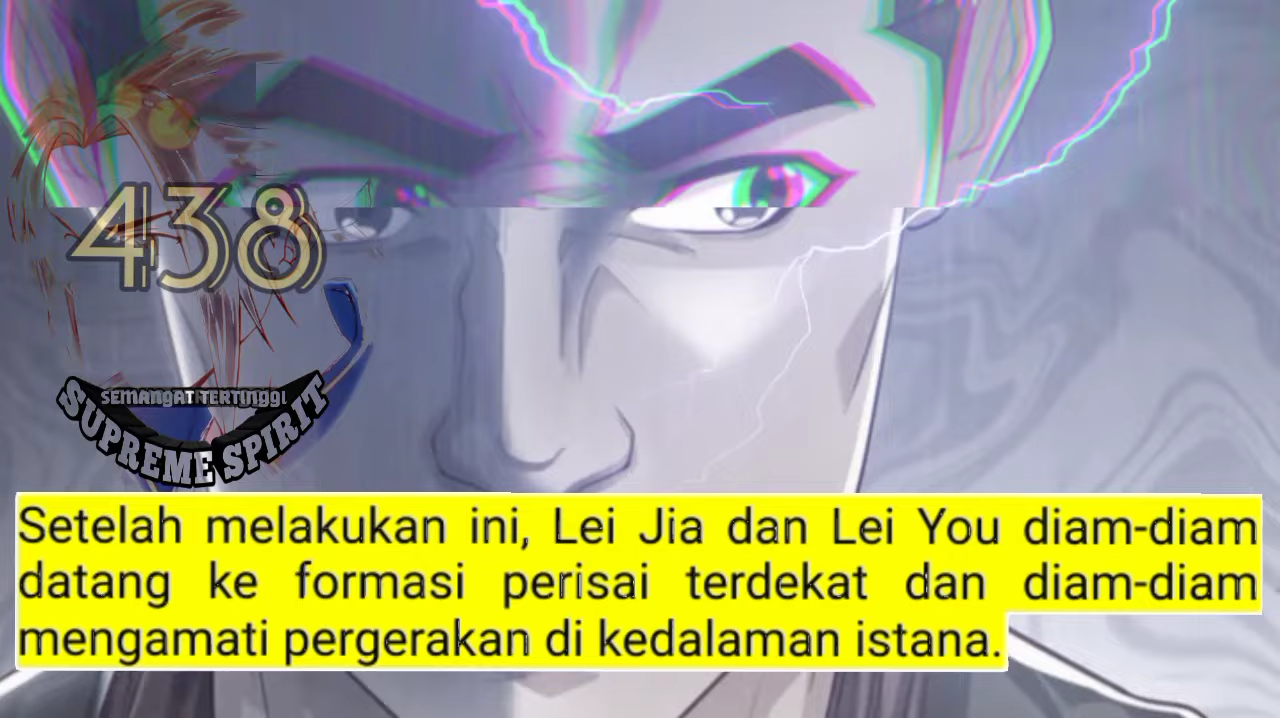 438
SEMANGAT TERTINGGI
SUPREME SPIRIT
Setelah melakukan ini, Lei Jia dan Lei You diam-diam
datang ke formasi perisai terdekat dan diam-diam
mengamati pergerakan di kedalaman istana.